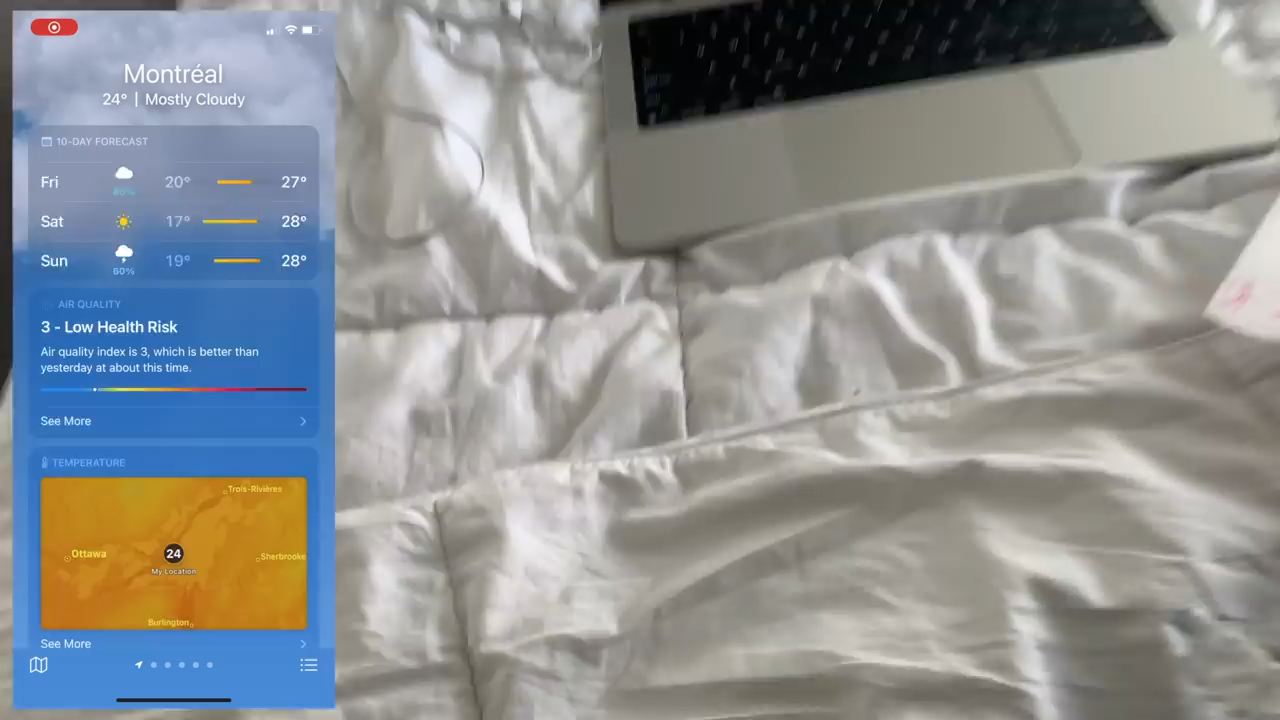 Montréal
24° | Mostly Cloudy
10-DAY FORECAST
Fri 20° 27°
80%
Sat 17° 28°
Sun 19° 28°
60%
AIR QUALITY
3 - Low Health Risk
Air quality index is 3, which is better than
yesterday at about this time.
See More
TEMPERATURE
Trois-Rivières
Ottawa
24
Sherbrooke
My Location
Burlington
See More